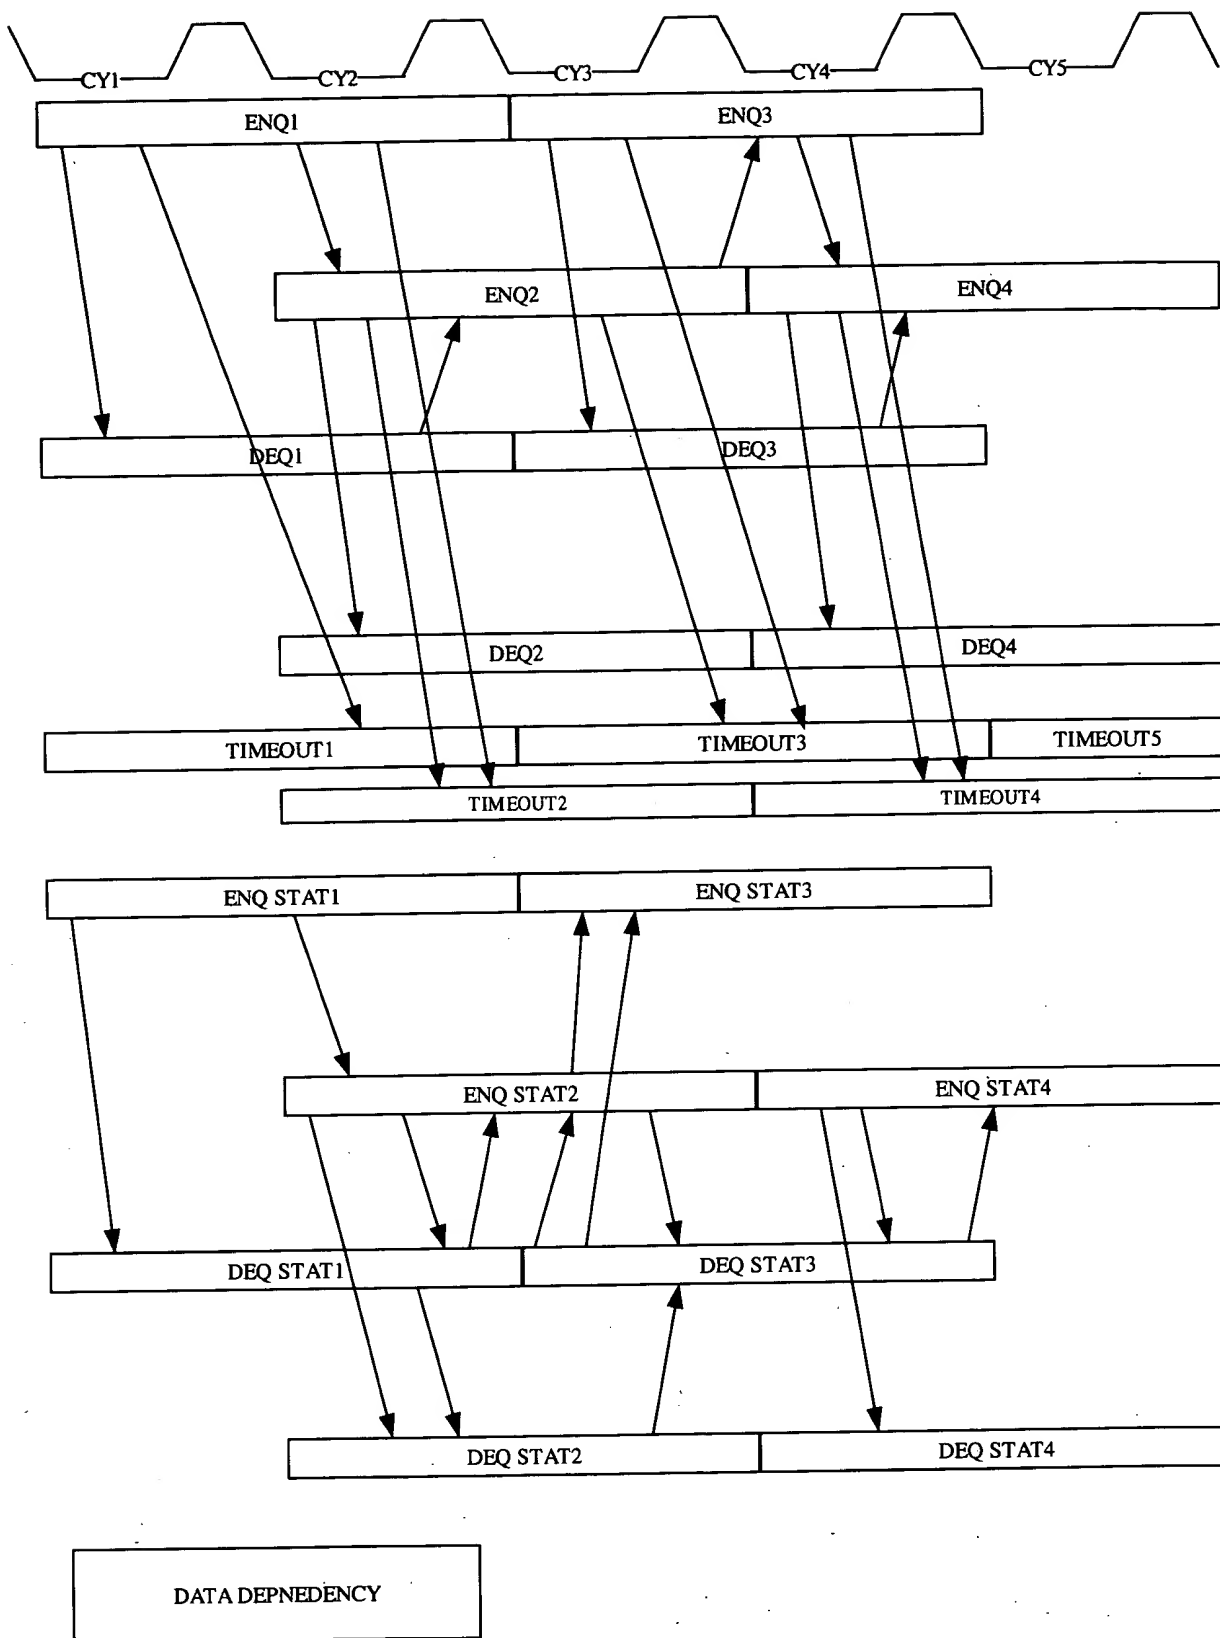 CY1 CY2 CY3 CY4 CY5
ENQ1 ENQ3
ENQ2 ENQ4
DEQ1 DEQ3
DEQ2 DEQ4
TIMEOUT1 TIMEOUT3 TIMEOUT5
TIMEOUT2 TIMEOUT4
ENQ STAT1 ENQ STAT3
ENQ STAT2 ENQ STAT4
DEQ STAT1 DEQ STAT3
DEQ STAT2 DEQ STAT4
DATA DEPNEDENCY